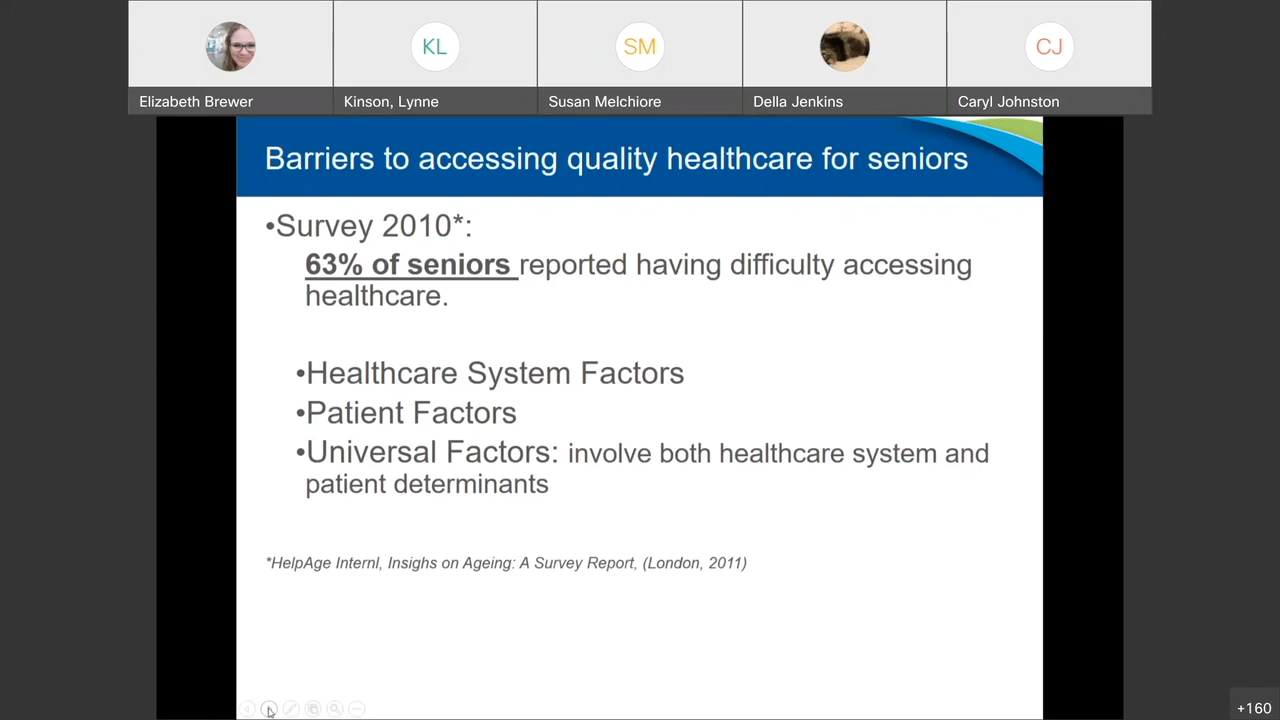 KL
SM
CJ
Elizabeth Brewer
Kinson, Lynne
Susan Melchiore
Della Jenkins
Caryl Johnston
Barriers to accessing quality healthcare for seniors
•Survey 2010*:
63% of seniors reported having difficulty accessing
healthcare.
•Healthcare System Factors
•Patient Factors
•Universal Factors: involve both healthcare system and
patient determinants
*HelpAge Internl, Insighs on Ageing: A Survey Report, (London, 2011)
+160